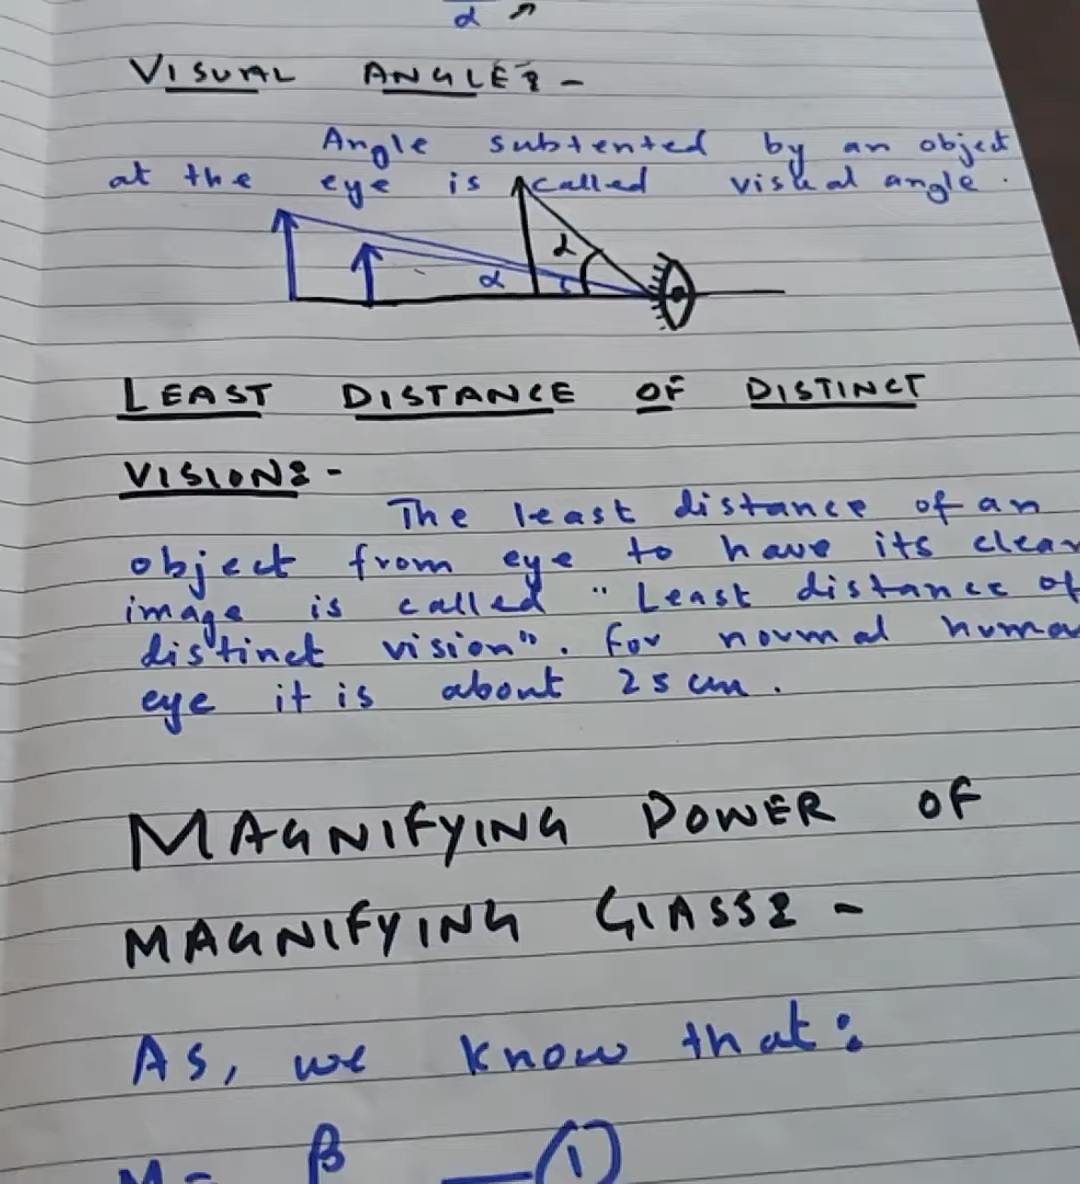 α
VISUAL ANGLE:-
Angle subtented by an object
at the eye is called visual angle.
α
α
LEAST DISTANCE OF DISTINCT
VISION:-
The least distance of an
object from eye to have its clear
image is called "Least distance of
distinct vision". for normal huma
eye it is about 25 cm.
MAGNIFYING POWER OF
MAGNIFYING GLASS:-
As, we know that:
M = β —(1)